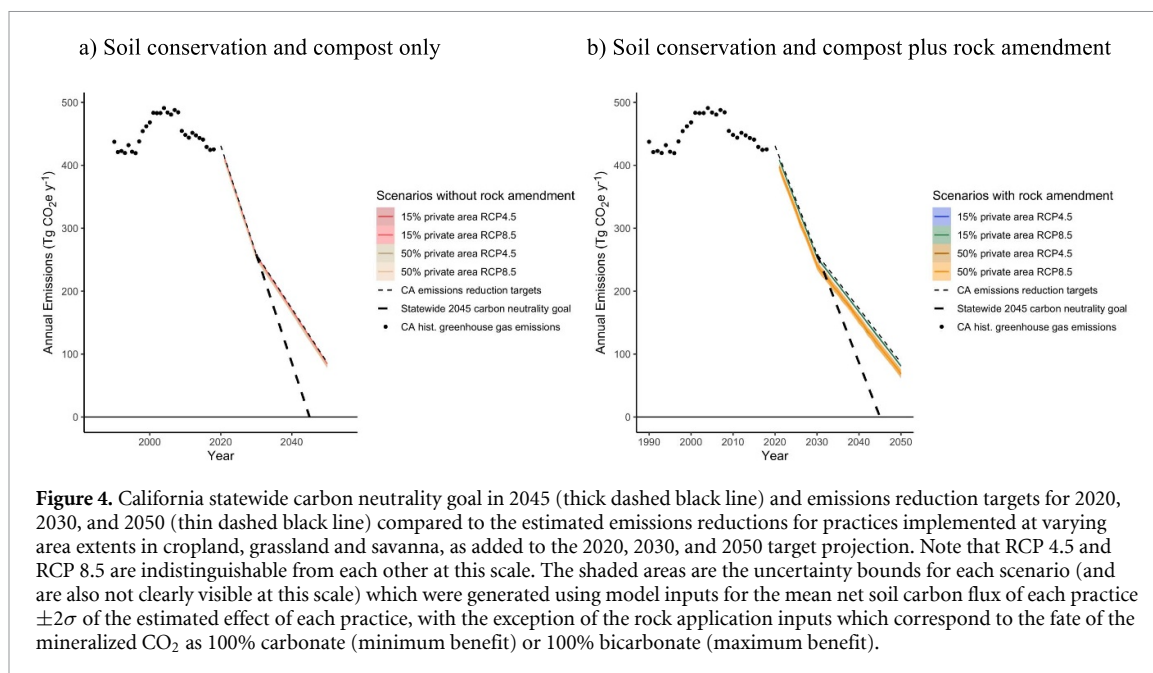 a) Soil conservation and compost only
b) Soil conservation and compost plus rock amendment
500
400
300
200
100
0
Annual Emissions (Tg CO₂e y⁻¹)
2000
2020
2040
Year
Scenarios without rock amendment
15% private area RCP4.5
15% private area RCP8.5
50% private area RCP4.5
50% private area RCP8.5
CA emissions reduction targets
Statewide 2045 carbon neutrality goal
CA hist. greenhouse gas emissions
500
400
300
200
100
0
Annual Emissions (Tg CO₂e y⁻¹)
1990
2000
2010
2020
2030
2040
2050
Year
Scenarios with rock amendment
15% private area RCP4.5
15% private area RCP8.5
50% private area RCP4.5
50% private area RCP8.5
CA emissions reduction targets
Statewide 2045 carbon neutrality goal
CA hist. greenhouse gas emissions
Figure 4. California statewide carbon neutrality goal in 2045 (thick dashed black line) and emissions reduction targets for 2020,
2030, and 2050 (thin dashed black line) compared to the estimated emissions reductions for practices implemented at varying
area extents in cropland, grassland and savanna, as added to the 2020, 2030, and 2050 target projection. Note that RCP 4.5 and
RCP 8.5 are indistinguishable from each other at this scale. The shaded areas are the uncertainty bounds for each scenario (and
are also not clearly visible at this scale) which were generated using model inputs for the mean net soil carbon flux of each practice
±2σ of the estimated effect of each practice, with the exception of the rock application inputs which correspond to the fate of the
mineralized CO₂ as 100% carbonate (minimum benefit) or 100% bicarbonate (maximum benefit).